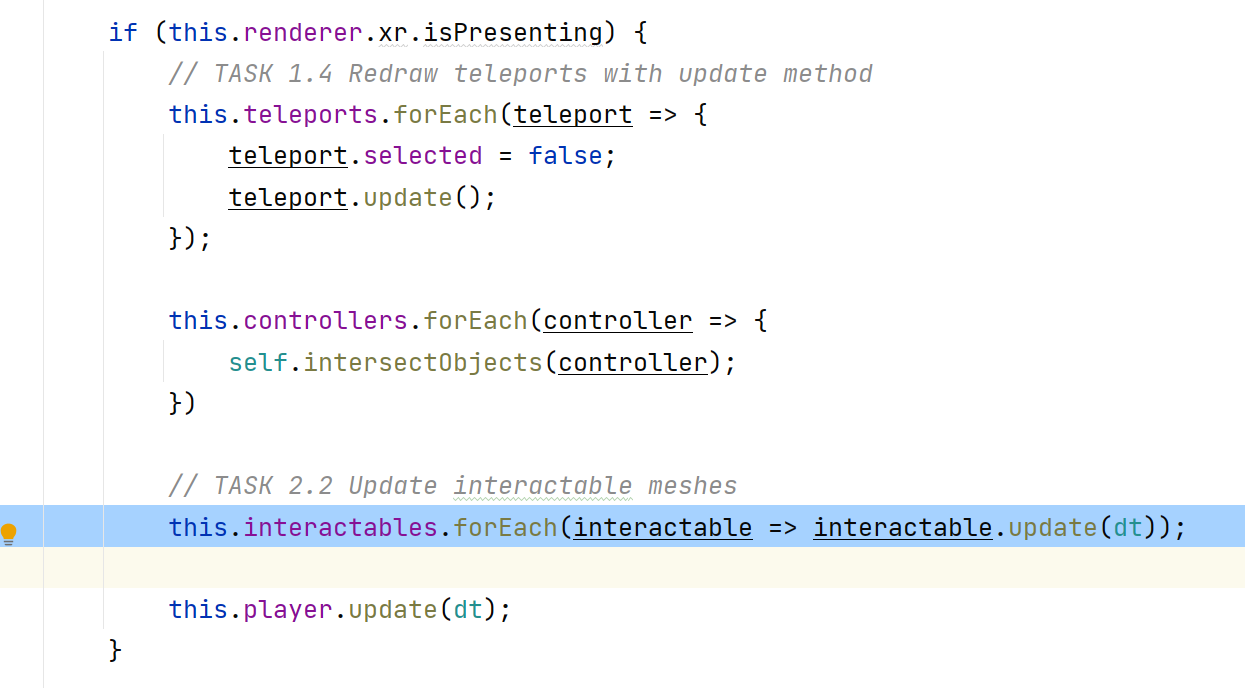 if (this.renderer.xr.isPresenting) {
// TASK 1.4 Redraw teleports with update method
this.teleports.forEach(teleport => {
teleport.selected = false;
teleport.update();
});
this.controllers.forEach(controller => {
self.intersectObjects(controller);
})
// TASK 2.2 Update interactable meshes
this.interactables.forEach(interactable => interactable.update(dt));
this.player.update(dt);
}